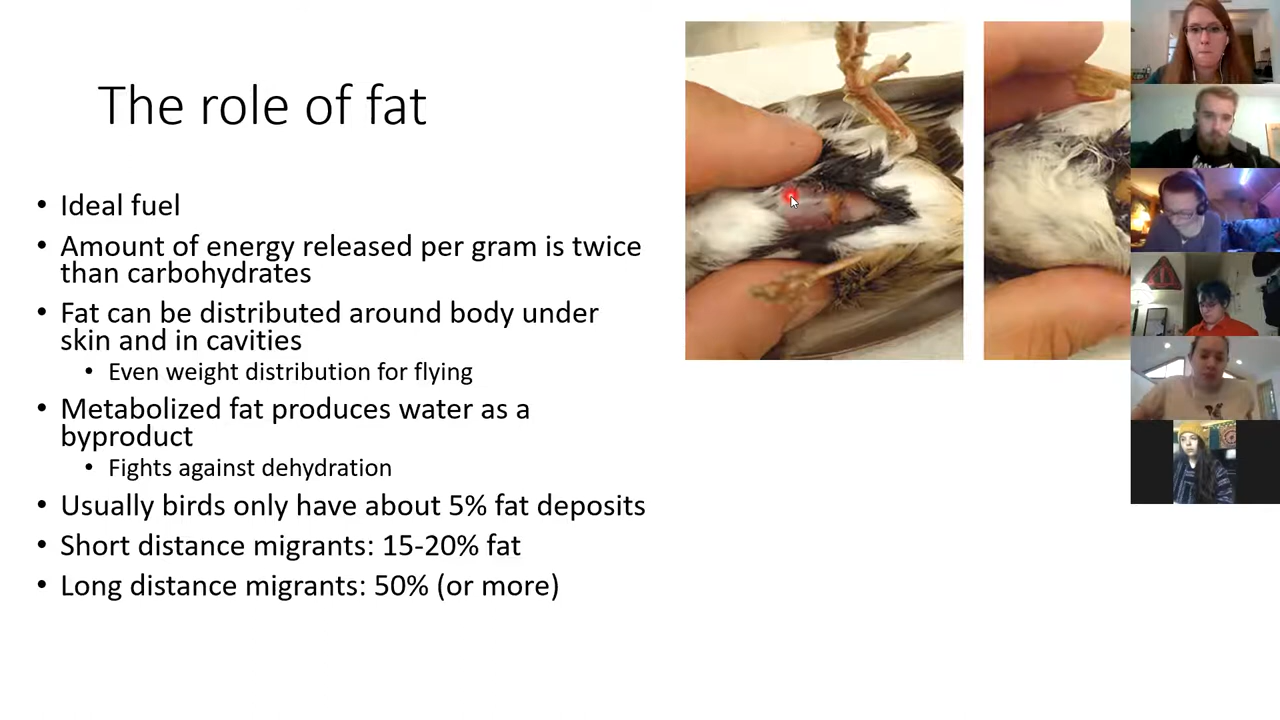 The role of fat
• Ideal fuel
• Amount of energy released per gram is twice
than carbohydrates
• Fat can be distributed around body under
skin and in cavities
• Even weight distribution for flying
• Metabolized fat produces water as a
byproduct
• Fights against dehydration
• Usually birds only have about 5% fat deposits
• Short distance migrants: 15-20% fat
• Long distance migrants: 50% (or more)